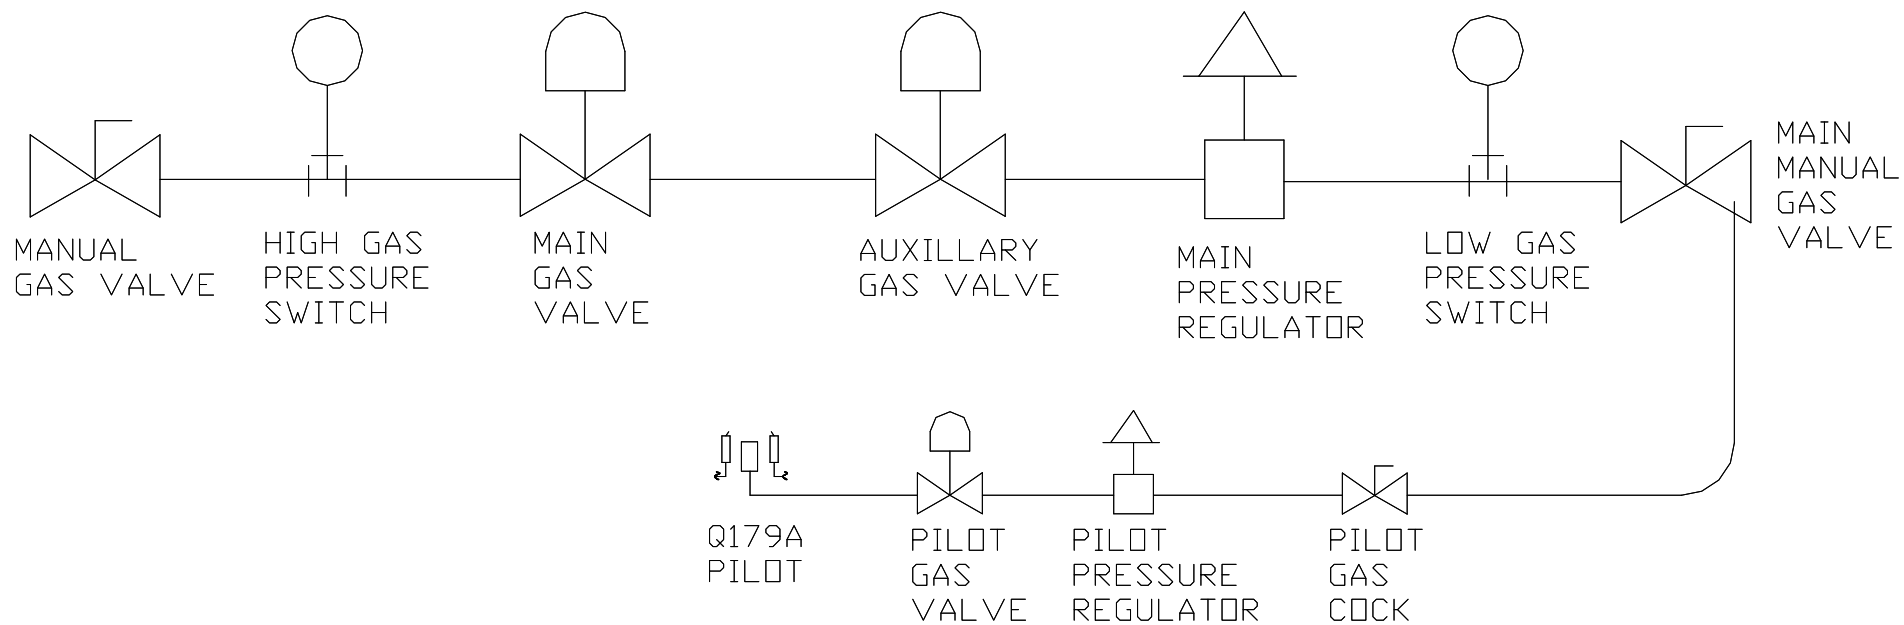 MANUAL
GAS VALVE
HIGH GAS
PRESSURE
SWITCH
MAIN
GAS
VALVE
AUXILLARY
GAS VALVE
MAIN
PRESSURE
REGULATOR
LOW GAS
PRESSURE
SWITCH
MAIN
MANUAL
GAS
VALVE
Q179A
PILOT
PILOT
GAS
VALVE
PILOT
PRESSURE
REGULATOR
PILOT
GAS
COCK